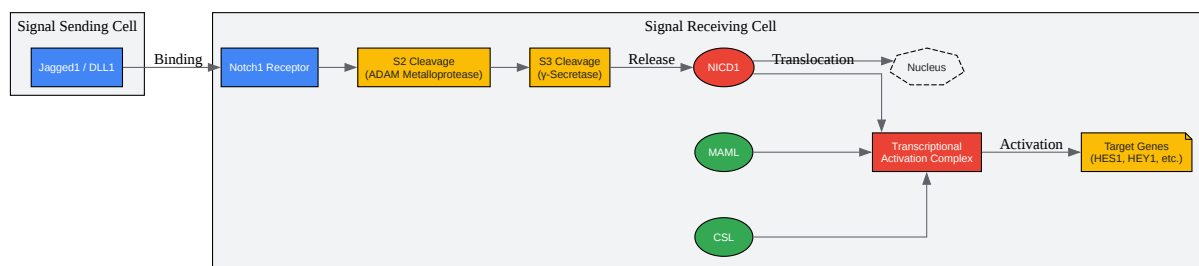 Signal Sending Cell
Signal Receiving Cell
Jagged1 / DLL1
Binding
Notch1 Receptor
S2 Cleavage
(ADAM Metalloprotease)
S3 Cleavage
(γ-Secretase)
Release
NICD1
Translocation
Nucleus
MAML
Transcriptional
Activation Complex
Activation
Target Genes
(HES1, HEY1, etc.)
CSL